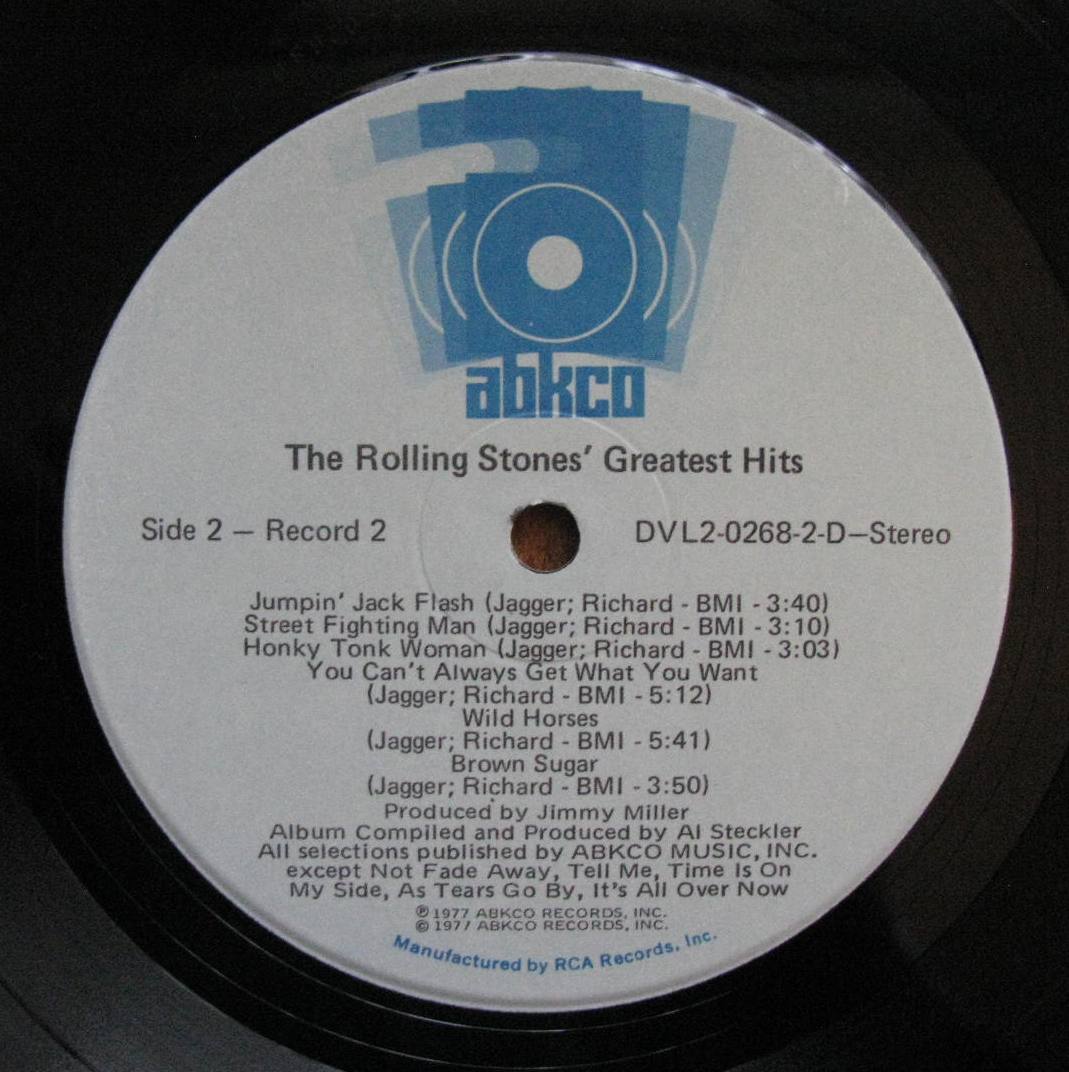 abkco
The Rolling Stones' Greatest Hits
Side 2 — Record 2
DVL2-0268-2-D—Stereo
Jumpin' Jack Flash (Jagger; Richard - BMI - 3:40)
Street Fighting Man (Jagger; Richard - BMI - 3:10)
Honky Tonk Woman (Jagger; Richard - BMI - 3:03)
You Can't Always Get What You Want
(Jagger; Richard - BMI - 5:12)
Wild Horses
(Jagger; Richard - BMI - 5:41)
Brown Sugar
(Jagger; Richard - BMI - 3:50)
Produced by Jimmy Miller
Album Compiled and Produced by Al Steckler
All selections published by ABKCO MUSIC, INC.
except Not Fade Away, Tell Me, Time Is On
My Side, As Tears Go By, It's All Over Now
℗ 1977 ABKCO RECORDS, INC.
© 1977 ABKCO RECORDS, INC.
Manufactured by RCA Records, Inc.